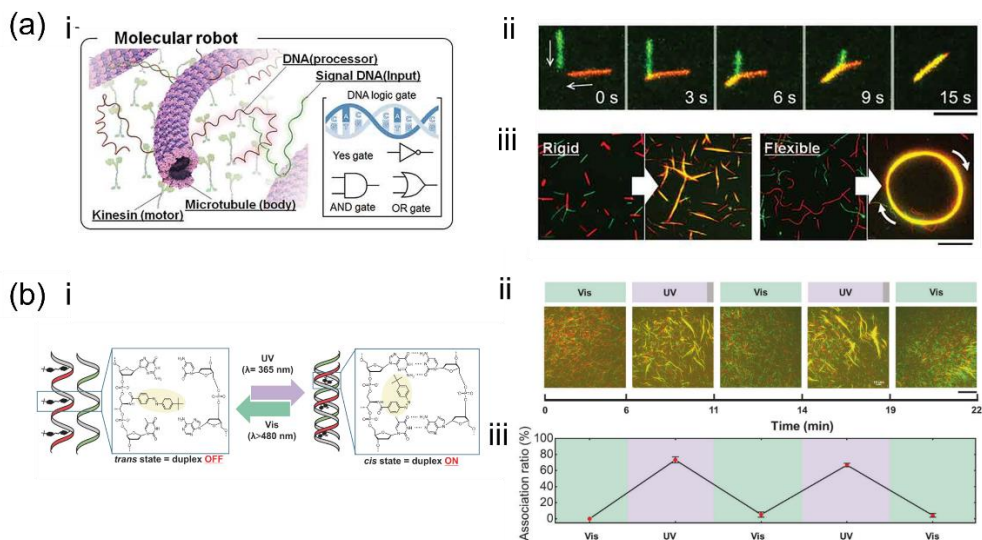 (a)
i-
Molecular robot
DNA(processor)
Signal DNA(Input)
DNA logic gate
Yes gate
AND gate
OR gate
Kinesin (motor)
Microtubule (body)
ii
0 s
3 s
6 s
9 s
15 s
iii
Rigid
Flexible
(b)
i
UV
(λ= 365 nm)
Vis
(λ>480 nm)
trans state = duplex OFF
cis state = duplex ON
ii
Vis
UV
Vis
UV
Vis
0
6
11
14
19
22
Time (min)
iii
Association ratio (%)
100
80
60
40
20
0
Vis
UV
Vis
UV
Vis